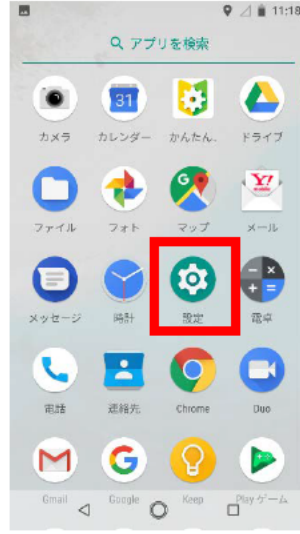 11:18
アプリを検索
31
カメラ カレンダー かんたん. ドライブ
G
Y!
ファイル フォト マップ メール
メッセージ 時計 設定 電卓
電話 連絡先 Chrome Duo
G
Gmail Google Keep Play ゲーム